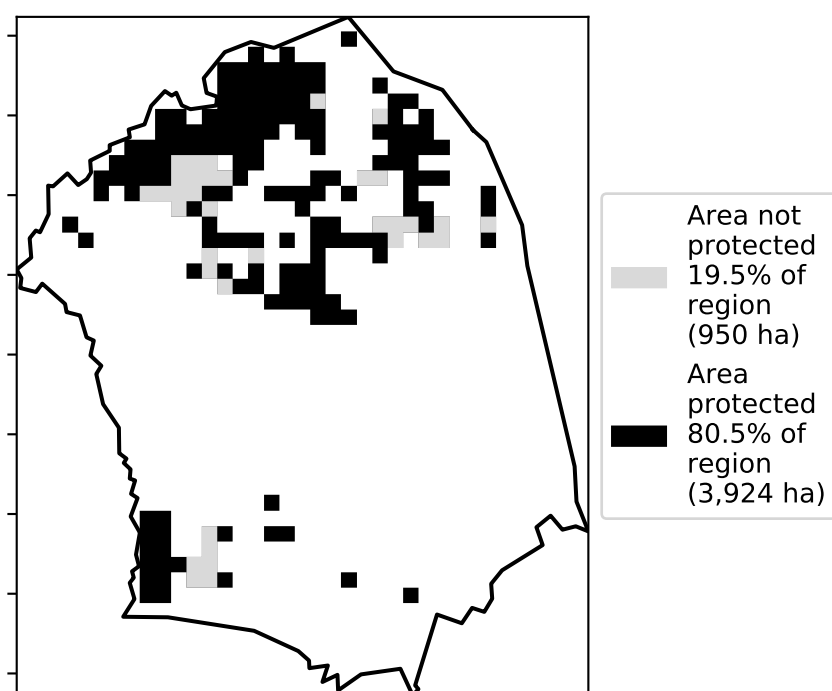 Area not
protected
19.5% of
region
(950 ha)
Area
protected
80.5% of
region
(3,924 ha)